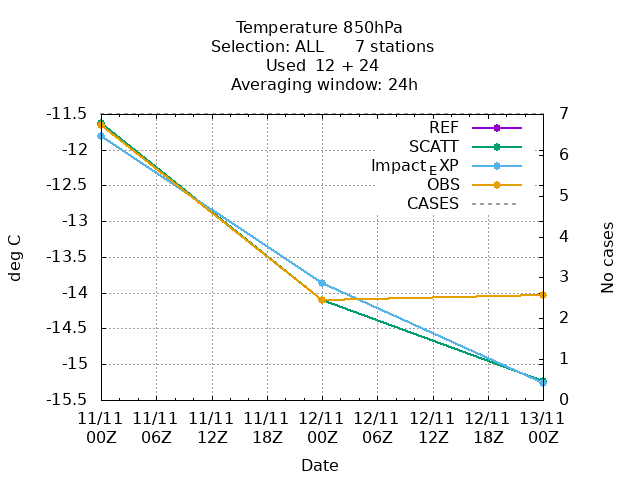 Temperature 850hPa
Selection: ALL 7 stations
Used 12 + 24
Averaging window: 24h
-11.5
-12
-12.5
-13
-13.5
-14
-14.5
-15
-15.5
deg C
7
6
5
4
3
2
1
0
No cases
REF
SCATT
Impact_EXP
OBS
CASES
11/11 11/11 11/11 11/11 12/11 12/11 12/11 12/11 13/11
00Z 06Z 12Z 18Z 00Z 06Z 12Z 18Z 00Z
Date